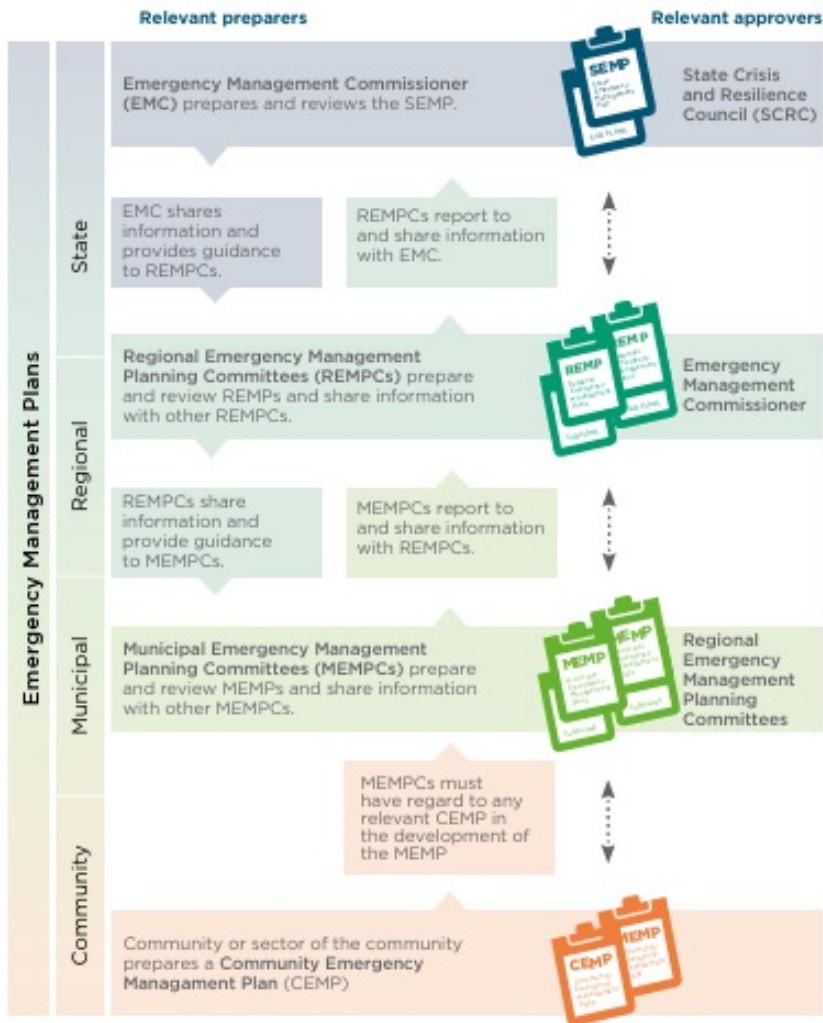 Relevant preparers
Relevant approvers
Emergency Management Plans
State
Regional
Municipal
Community
Emergency Management Commissioner
(EMC) prepares and reviews the SEMP.
SEMP
State Crisis
and Resilience
Council (SCRC)
EMC shares
information and
provides guidance
to REMPCs.
REMPCs report to
and share information
with EMC.
Regional Emergency Management
Planning Committees (REMPCs) prepare
and review REMPs and share information
with other REMPCs.
REMP
Emergency
Management
Commissioner
REMPCs share
information and
provide guidance
to MEMPCs.
MEMPCs report to
and share information
with REMPCs.
Municipal Emergency Management
Planning Committees (MEMPCs) prepare
and review MEMPs and share information
with other MEMPCs.
MEMP
Regional
Emergency
Management
Planning
Committees
MEMPCs must
have regard to any
relevant CEMP in
the development of
the MEMP
Community or sector of the community
prepares a Community Emergency
Managament Plan (CEMP)
CEMP